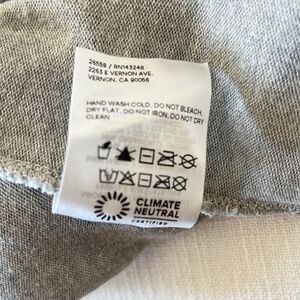 26558 / RN143248
2263 E VERNON AVE.
VERNON, CA 90058
HAND WASH COLD, DO NOT BLEACH,
DRY FLAT, DO NOT IRON, DO NOT DRY
CLEAN
CLIMATE
NEUTRAL
CERTIFIED